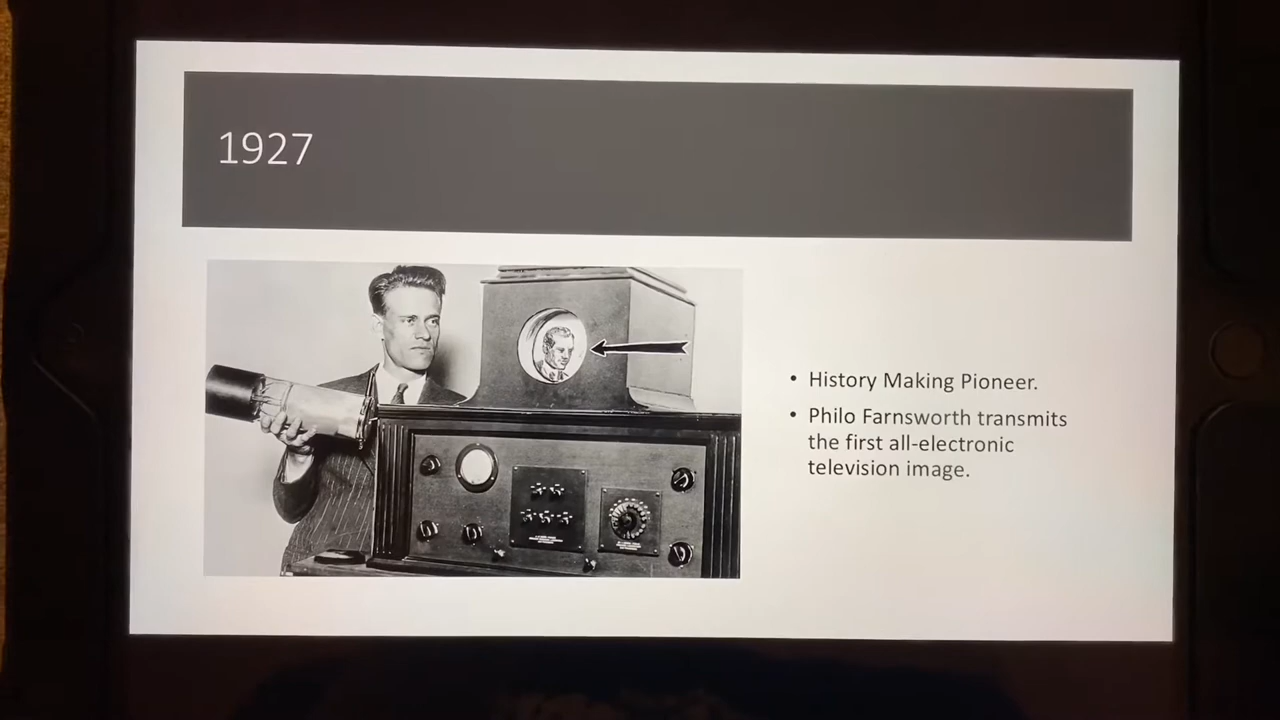 1927
• History Making Pioneer.
• Philo Farnsworth transmits
the first all-electronic
television image.